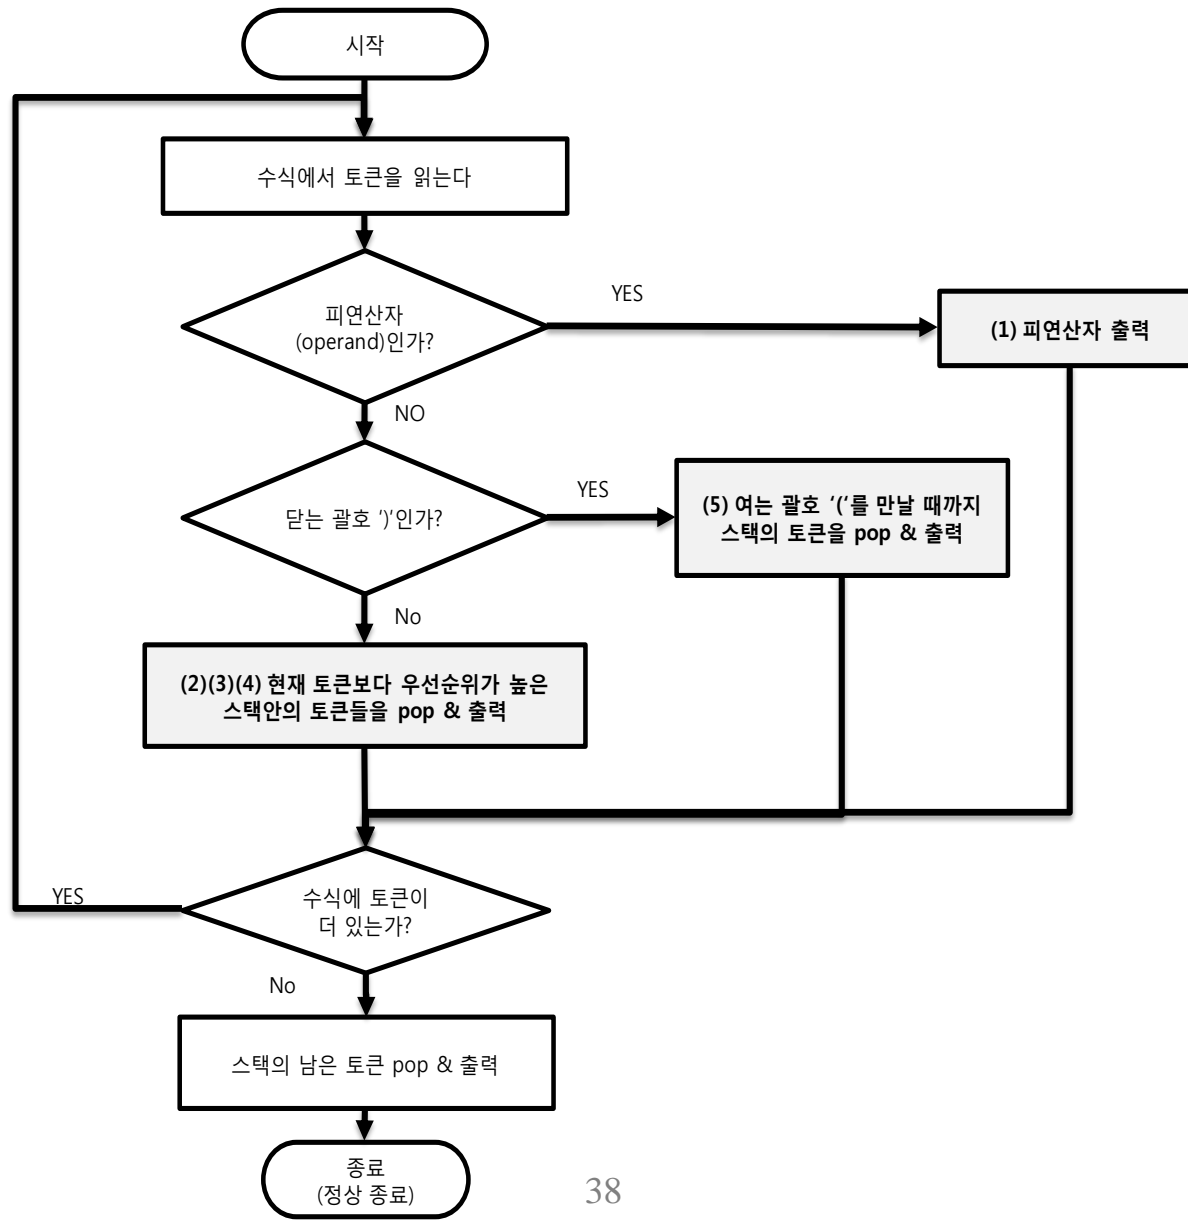 시작
수식에서 토큰을 읽는다
피연산자
(operand)인가?
YES
(1) 피연산자 출력
NO
닫는 괄호 ')'인가?
YES
(5) 여는 괄호 '('를 만날 때까지
스택의 토큰을 pop & 출력
No
(2)(3)(4) 현재 토큰보다 우선순위가 높은
스택안의 토큰들을 pop & 출력
수식에 토큰이
더 있는가?
YES
No
스택의 남은 토큰 pop & 출력
종료
(정상 종료)
38